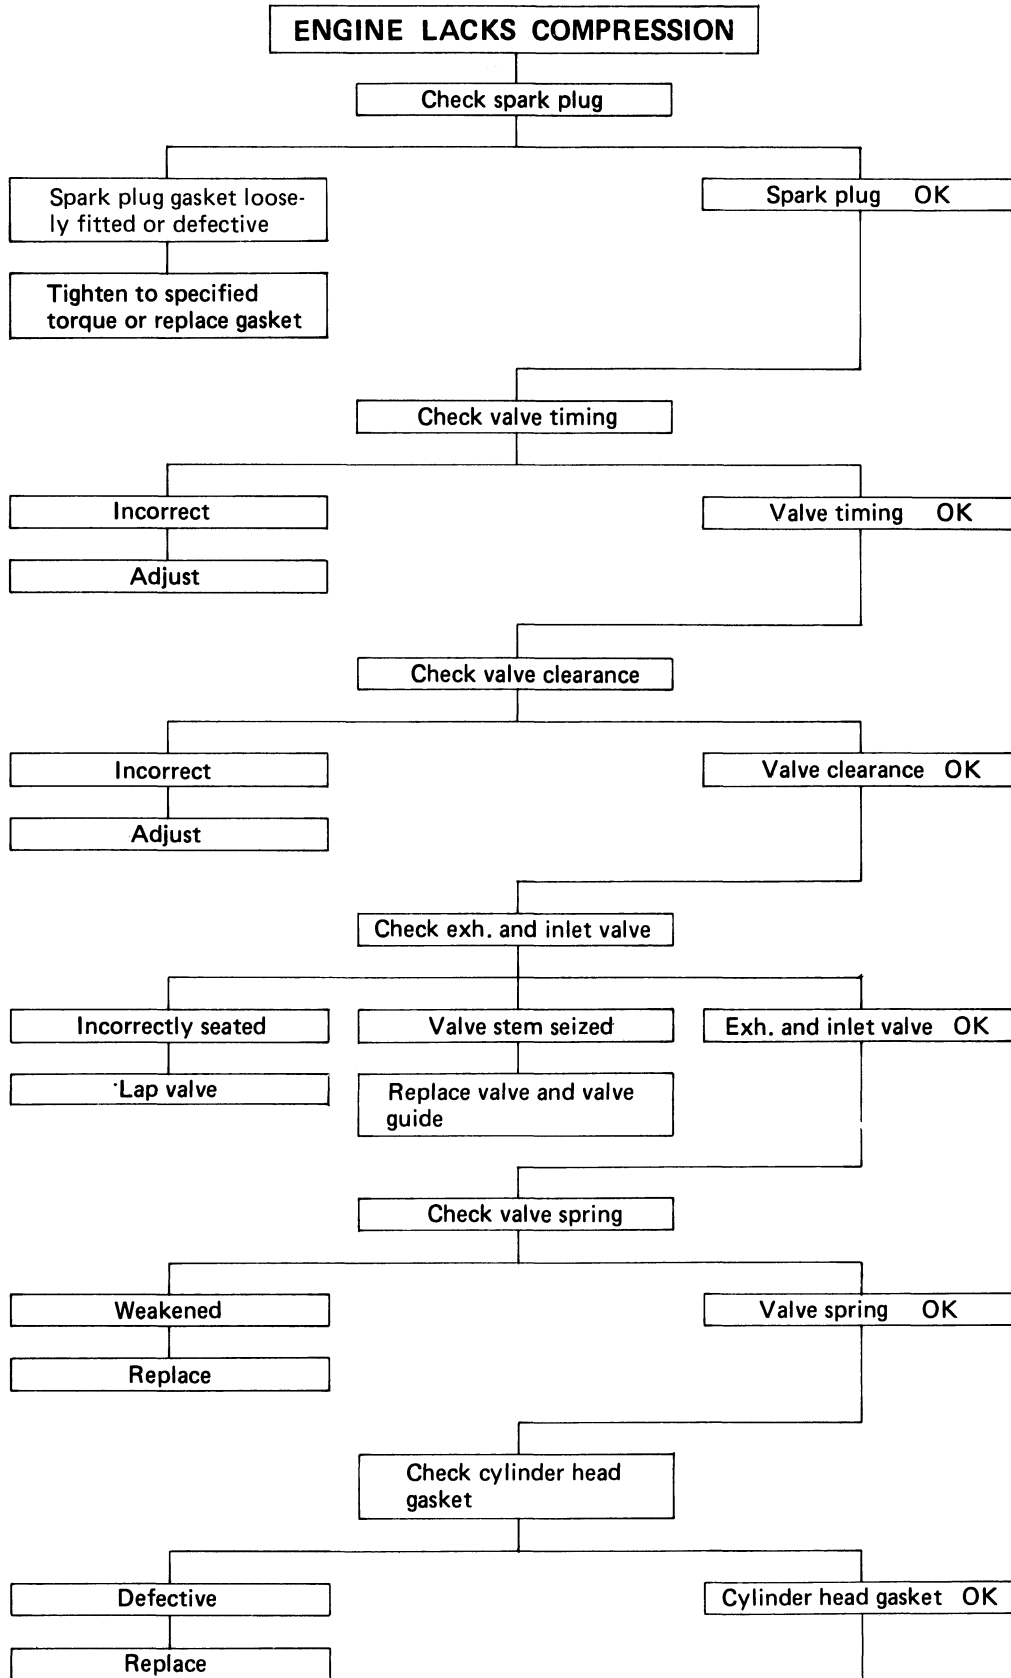 ENGINE LACKS COMPRESSION
Check spark plug
Spark plug gasket loose-
ly fitted or defective
Spark plug OK
Tighten to specified
torque or replace gasket
Check valve timing
Incorrect
Valve timing OK
Adjust
Check valve clearance
Incorrect
Valve clearance OK
Adjust
Check exh. and inlet valve
Incorrectly seated
Valve stem seized
Exh. and inlet valve OK
Lap valve
Replace valve and valve
guide
Check valve spring
Weakened
Valve spring OK
Replace
Check cylinder head
gasket
Defective
Cylinder head gasket OK
Replace